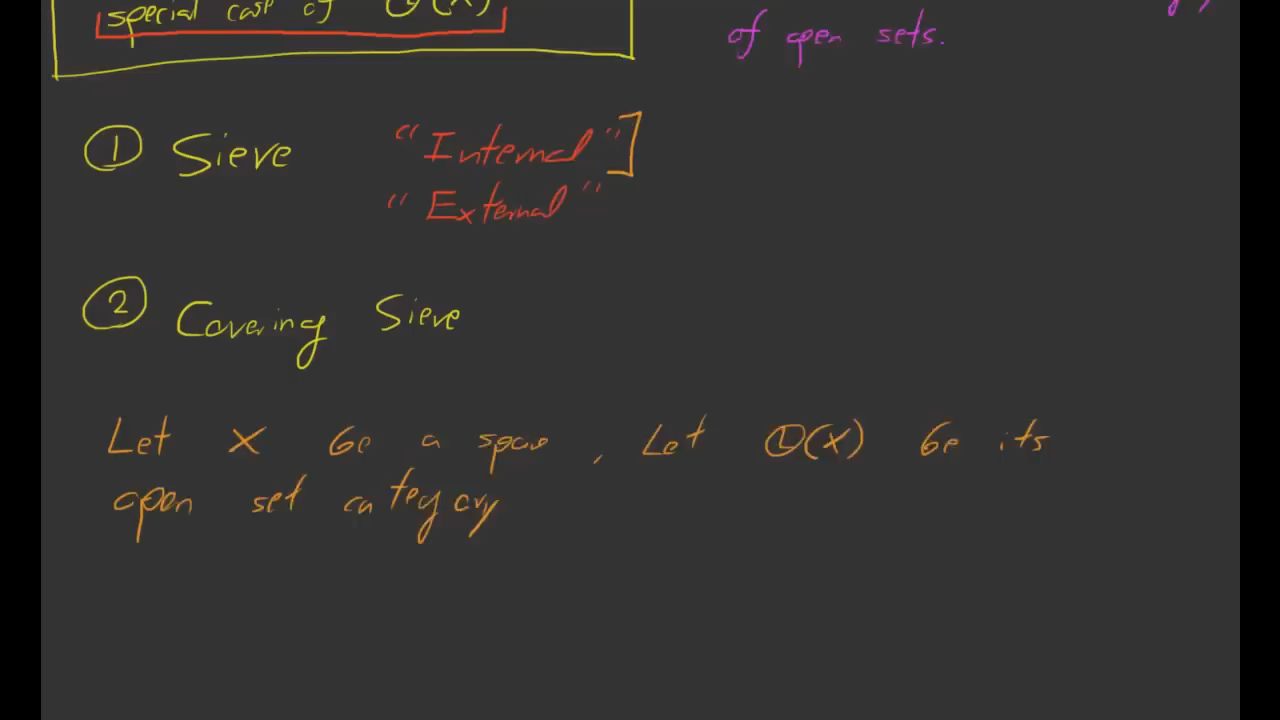 special case of O(X)
of open sets.
① Sieve "Internal"]
"External"
② Covering Sieve
Let X be a space, Let O(X) be its
open set category